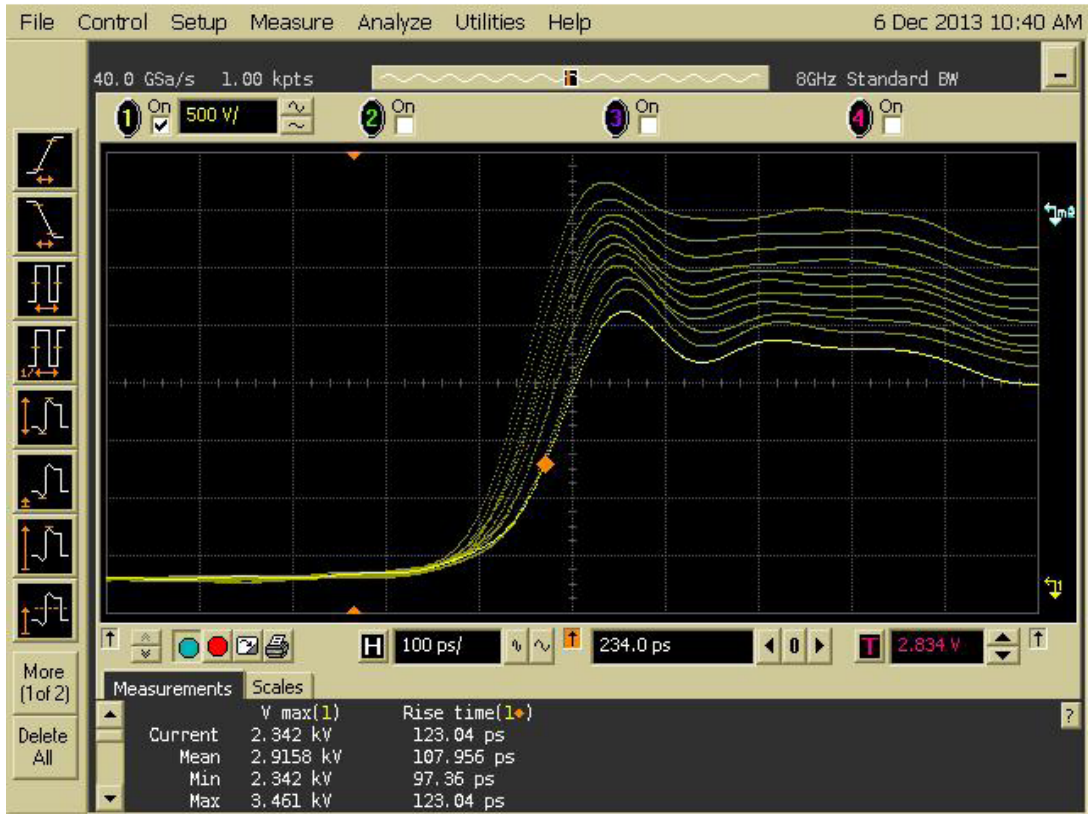 File Control Setup Measure Analyze Utilities Help 6 Dec 2013 10:40 AM
40.0 GSa/s 1.00 kpts 8GHz Standard BW
1 On 500 V/ 2 On 3 On 4 On
1
H 100 ps/ 234.0 ps 0 T 2.834 V
More
(1of 2)
Delete
All
Measurements Scales
V max(1) Rise time(1) ?
Current 2.342 kV 123.04 ps
Mean 2.9158 kV 107.956 ps
Min 2.342 kV 97.36 ps
Max 3.461 kV 123.04 ps